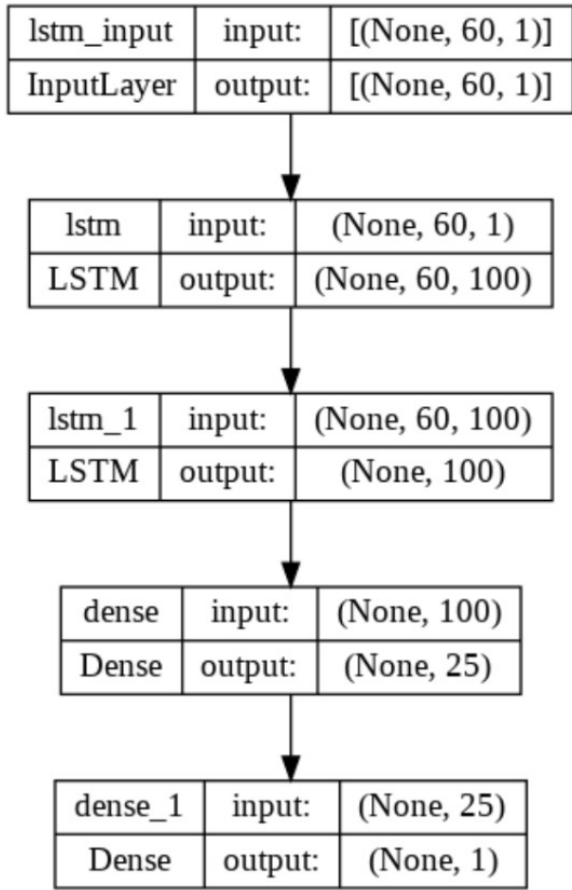 lstm_input input: [(None, 60, 1)]
InputLayer output: [(None, 60, 1)]
lstm input: (None, 60, 1)
LSTM output: (None, 60, 100)
lstm_1 input: (None, 60, 100)
LSTM output: (None, 100)
dense input: (None, 100)
Dense output: (None, 25)
dense_1 input: (None, 25)
Dense output: (None, 1)